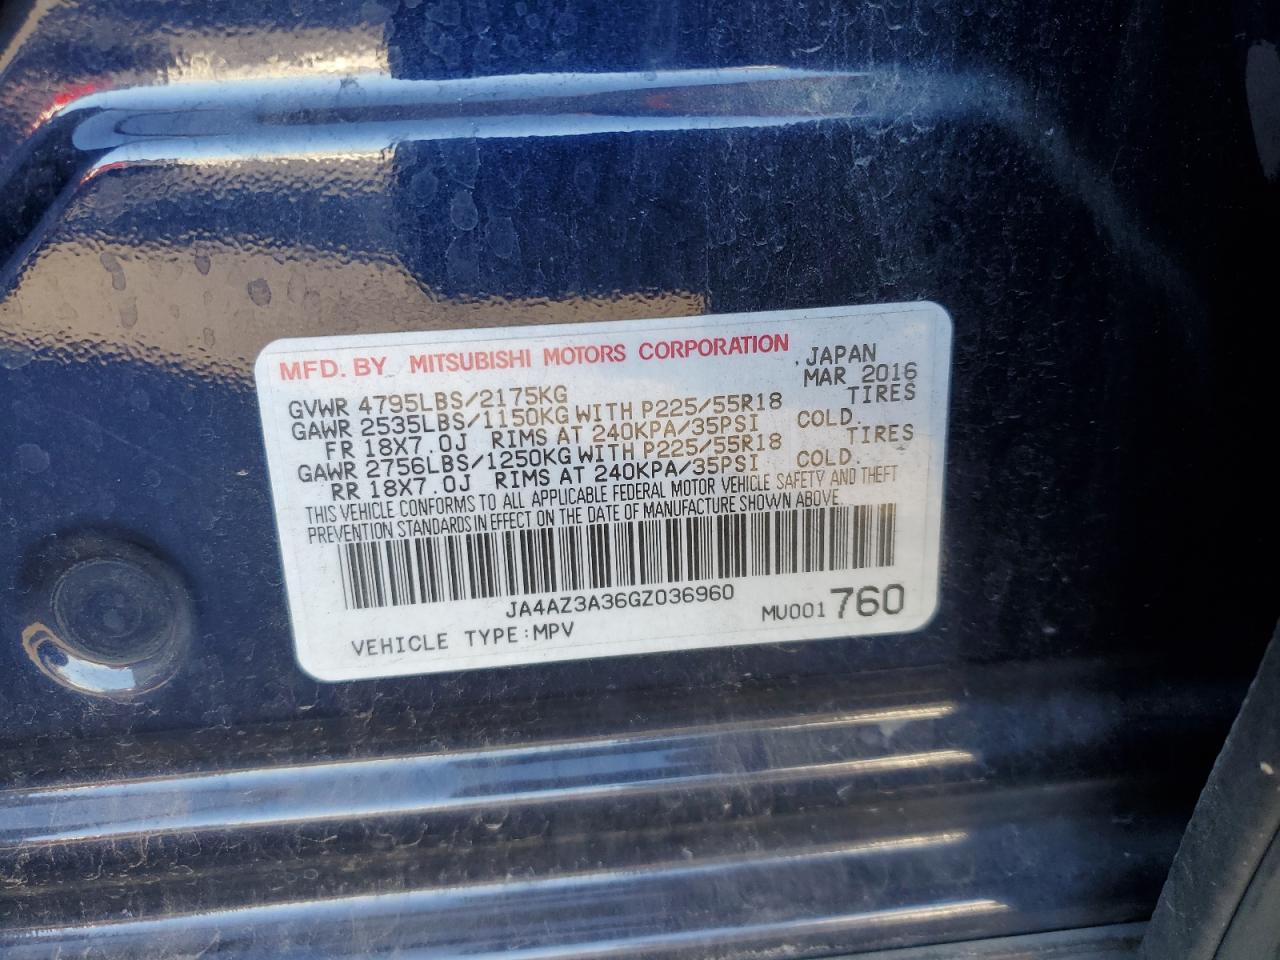 MFD. BY MITSUBISHI MOTORS CORPORATION
JAPAN
MAR 2016
GVWR 4795LBS/2175KG
GAWR 2535LBS/1150KG WITH P225/55R18 TIRES
FR 18X7.0J RIMS AT 240KPA/35PSI COLD.
GAWR 2756LBS/1250KG WITH P225/55R18 TIRES
RR 18X7.0J RIMS AT 240KPA/35PSI COLD.
THIS VEHICLE CONFORMS TO ALL APPLICABLE FEDERAL MOTOR VEHICLE SAFETY AND THEFT
PREVENTION STANDARDS IN EFFECT ON THE DATE OF MANUFACTURE SHOWN ABOVE.
JA4AZ3A36GZ036960
VEHICLE TYPE:MPV
MU001760